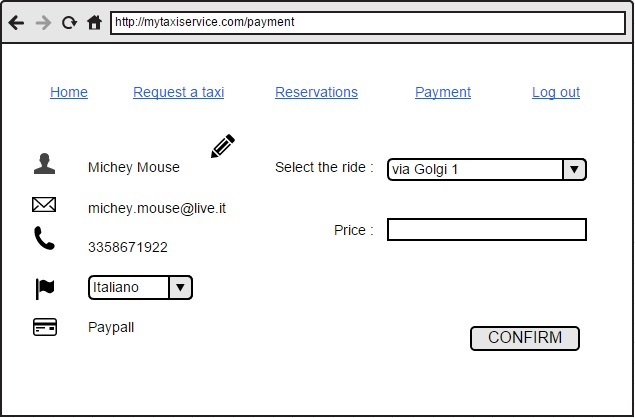 http://mytaxiservice.com/payment
Home Request a taxi Reservations Payment Log out
Michey Mouse
Select the ride : via Golgi 1
michey.mouse@live.it
Price :
3358671922
Italiano
Paypall
CONFIRM